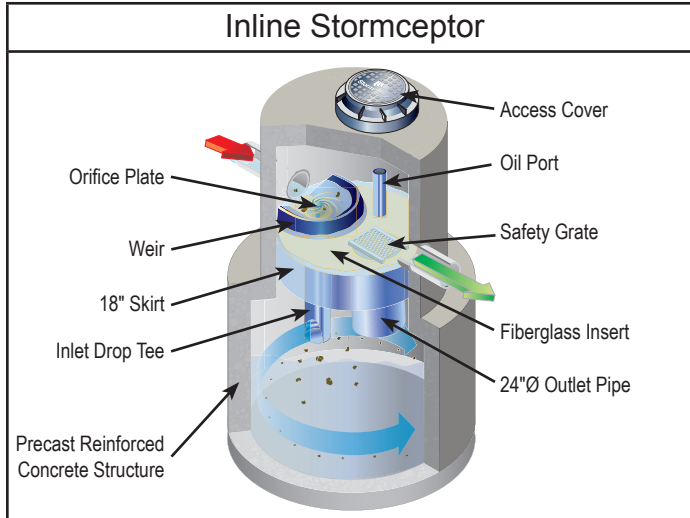 Inline Stormceptor
Access Cover
Oil Port
Orifice Plate
Safety Grate
Weir
18" Skirt
Fiberglass Insert
Inlet Drop Tee
24"Ø Outlet Pipe
Precast Reinforced
Concrete Structure